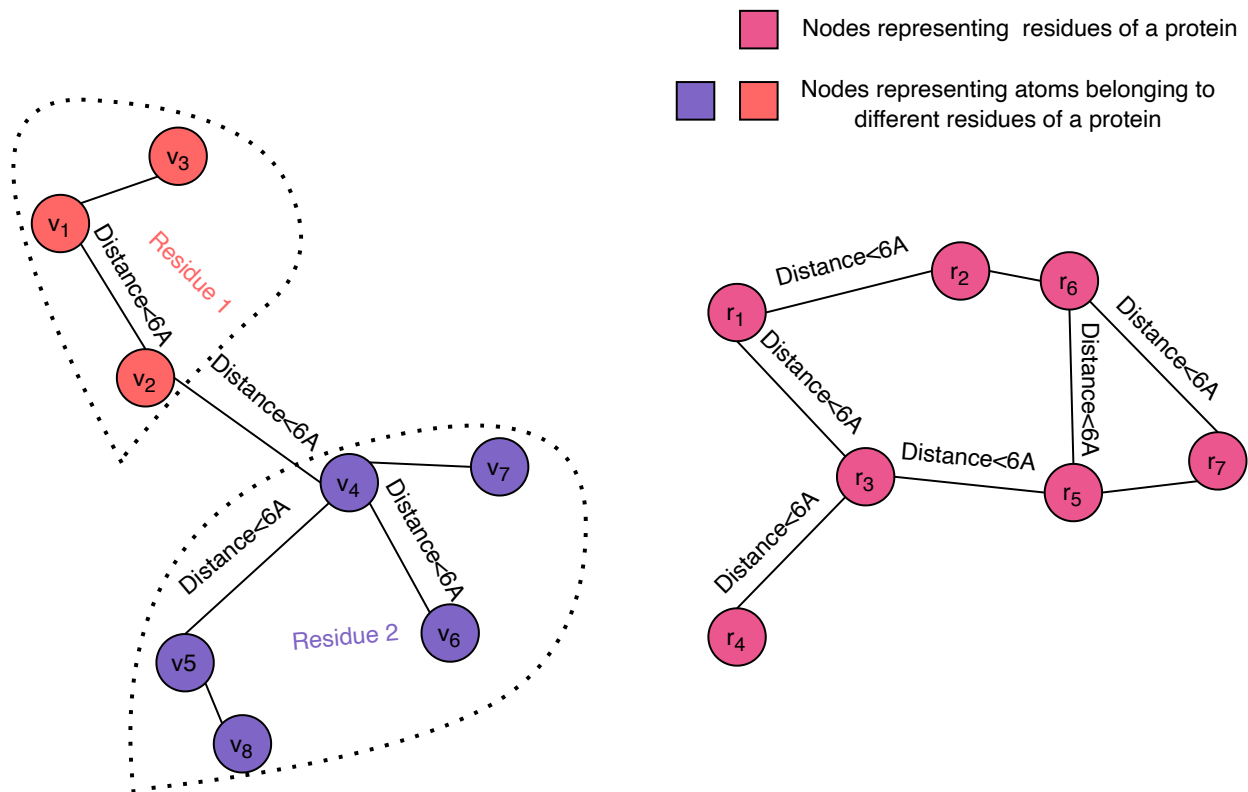 Nodes representing  residues of a protein
Nodes representing atoms belonging to
different residues of a protein
v3
v1
Distance<6A
Residue 1
v2
Distance<6A
v4
v7
Distance<6A
Distance<6A
Residue 2
v6
v5
v8
Distance<6A
r2
r6
r1
Distance<6A
Distance<6A
Distance<6A
Distance<6A
r3
r5
r7
Distance<6A
r4